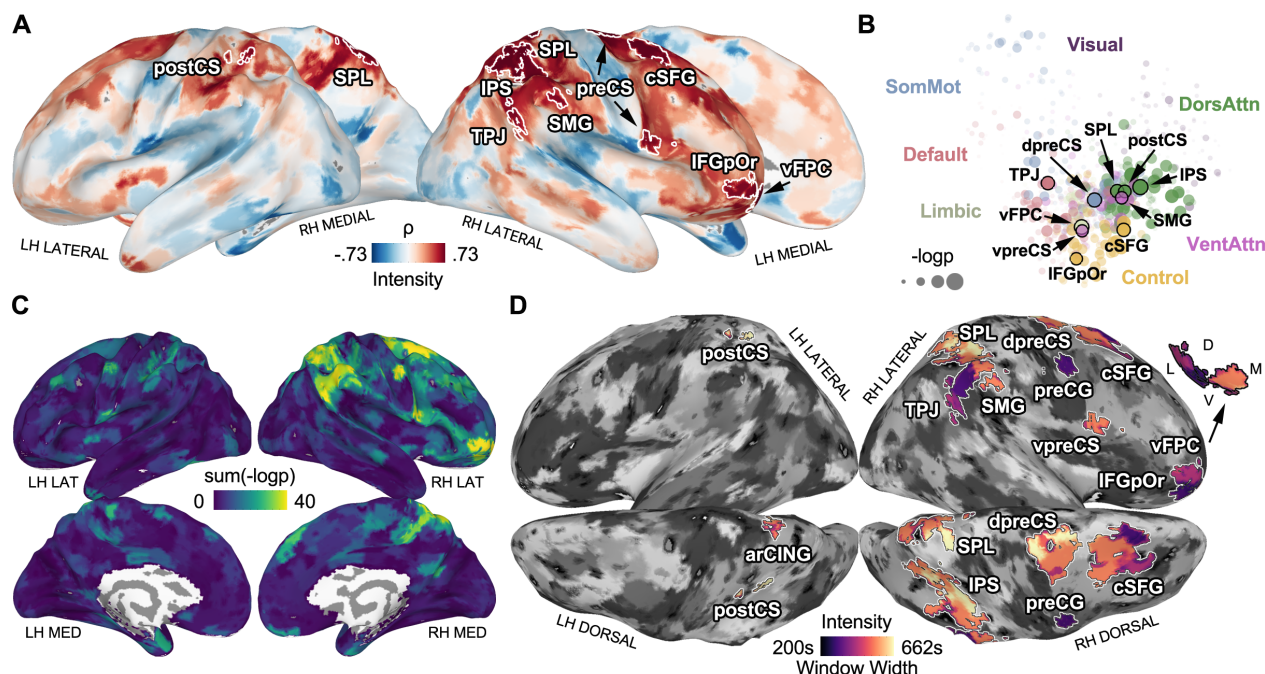 A
postCS
SPL
SPL
IPS
preCS
cSFG
TPJ
SMG
IFGpOr
vFPC
LH LATERAL
RH MEDIAL
RH LATERAL
LH MEDIAL
ρ
-.73
.73
Intensity
B
Visual
SomMot
DorsAttn
Default
SPL
postCS
dpreCS
TPJ
IPS
Limbic
vFPC
SMG
vpreCS
cSFG
VentAttn
-logp
IFGpOr
Control
C
LH LAT
RH LAT
sum(-logp)
0
40
LH MED
RH MED
D
postCS
LH LATERAL
RH LATERAL
SPL
dpreCS
preCG
cSFG
TPJ
SMG
vpreCS
vFPC
IFGpOr
D
L
M
V
arCING
postCS
LH DORSAL
dpreCS
SPL
IPS
cSFG
preCG
RH DORSAL
Intensity
200s
662s
Window Width